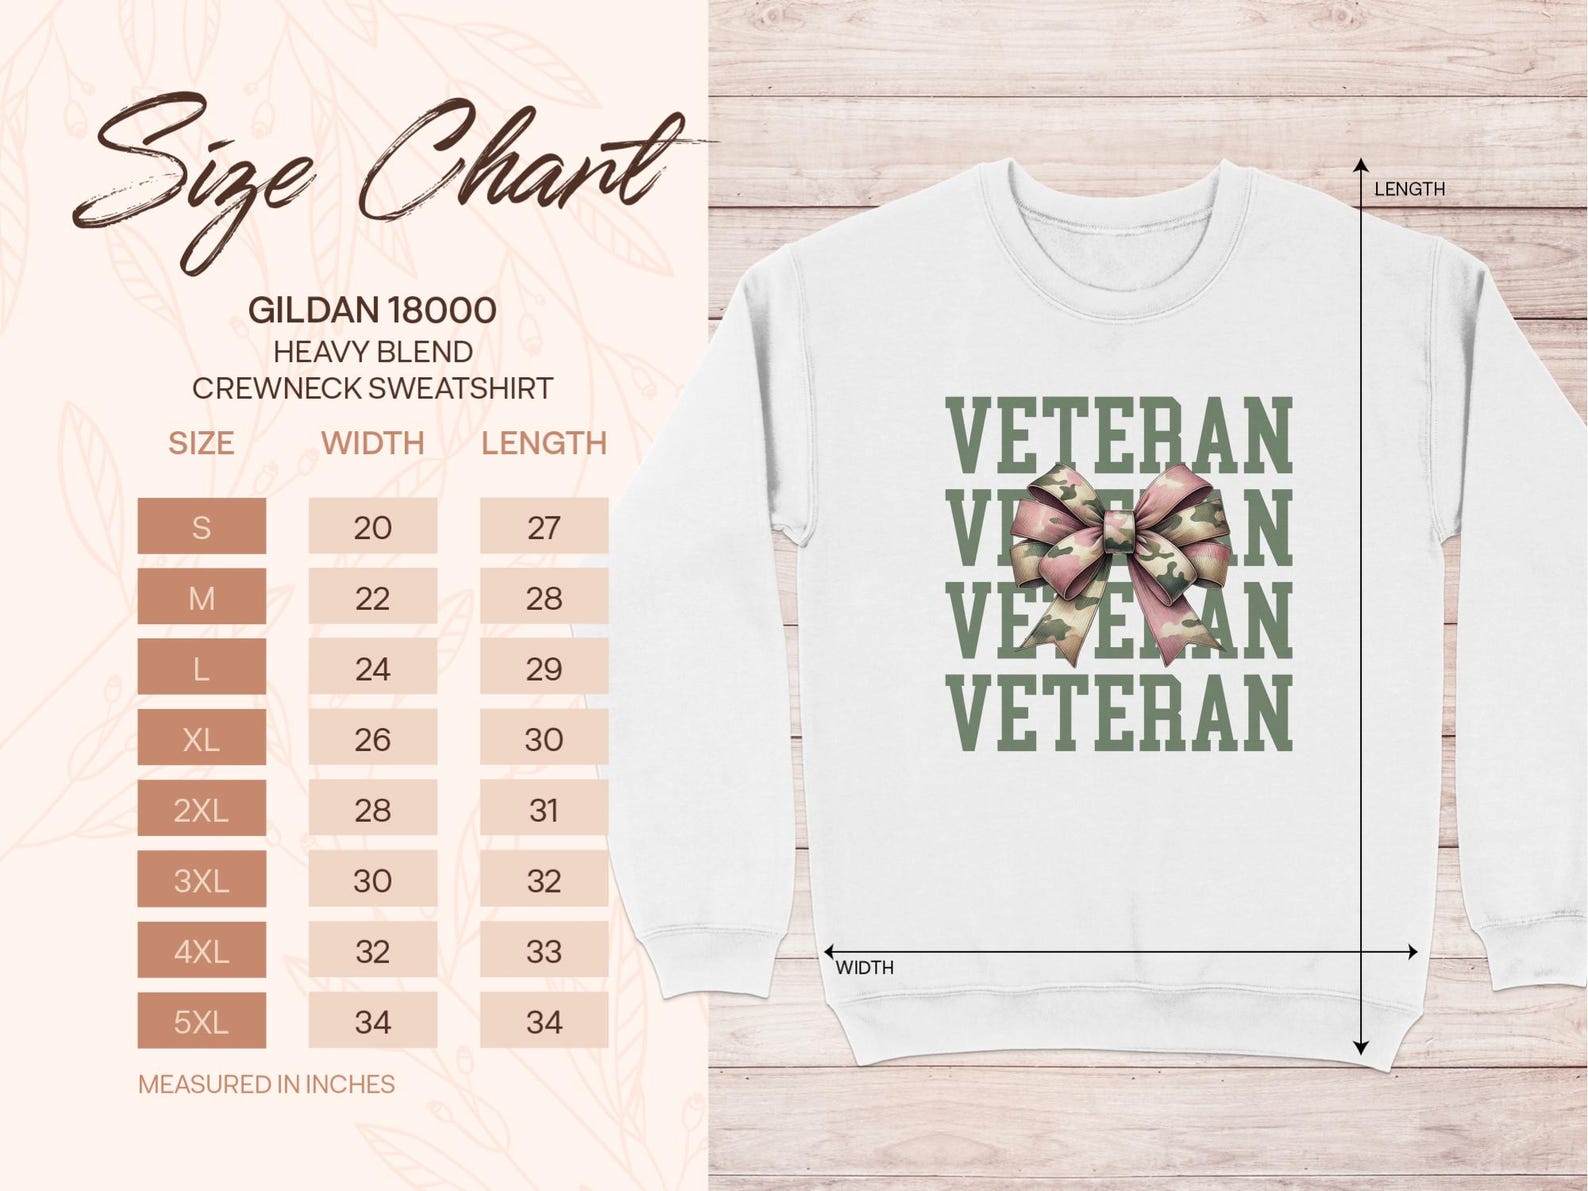 Size Chart
GILDAN 18000
HEAVY BLEND
CREWNECK SWEATSHIRT
SIZE WIDTH LENGTH
S 20 27
M 22 28
L 24 29
XL 26 30
2XL 28 31
3XL 30 32
4XL 32 33
5XL 34 34
MEASURED IN INCHES
LENGTH
VETERAN
VETERAN
VETERAN
VETERAN
WIDTH